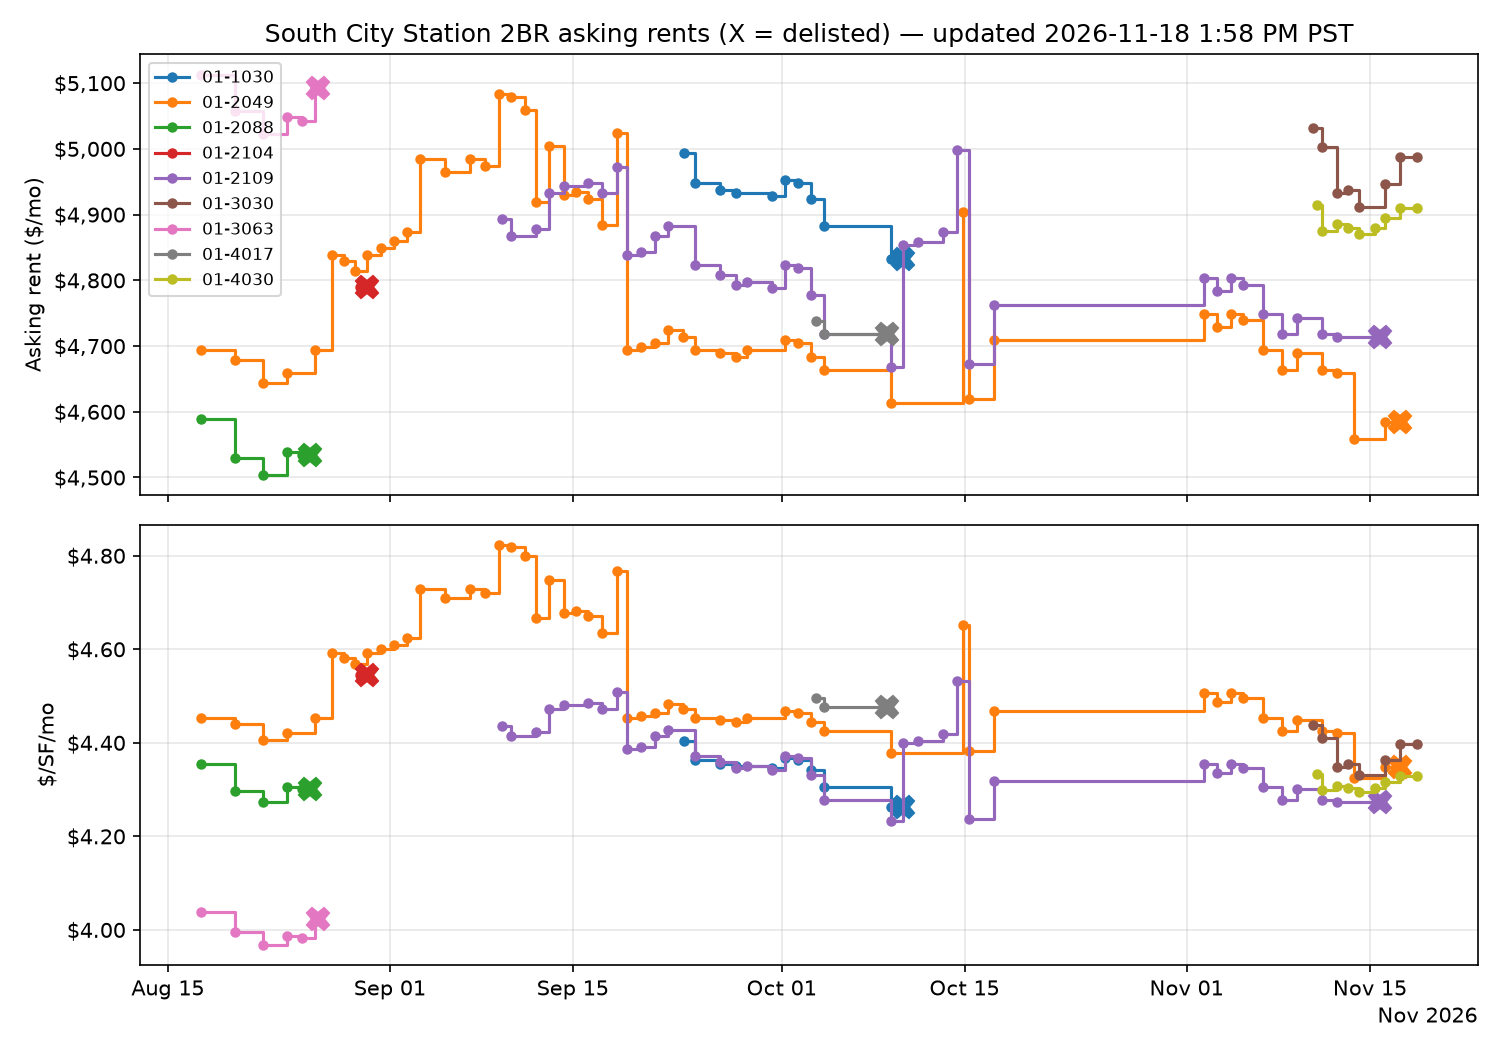 South City Station 2BR asking rents (X = delisted) — updated 2026-11-18 1:58 PM PST
Asking rent ($/mo)
$5,100
$5,000
$4,900
$4,800
$4,700
$4,600
$4,500
01-1030
01-2049
01-2088
01-2104
01-2109
01-3030
01-3063
01-4017
01-4030
$/SF/mo
$4.80
$4.60
$4.40
$4.20
$4.00
Aug 15
Sep 01
Sep 15
Oct 01
Oct 15
Nov 01
Nov 15
Nov 2026